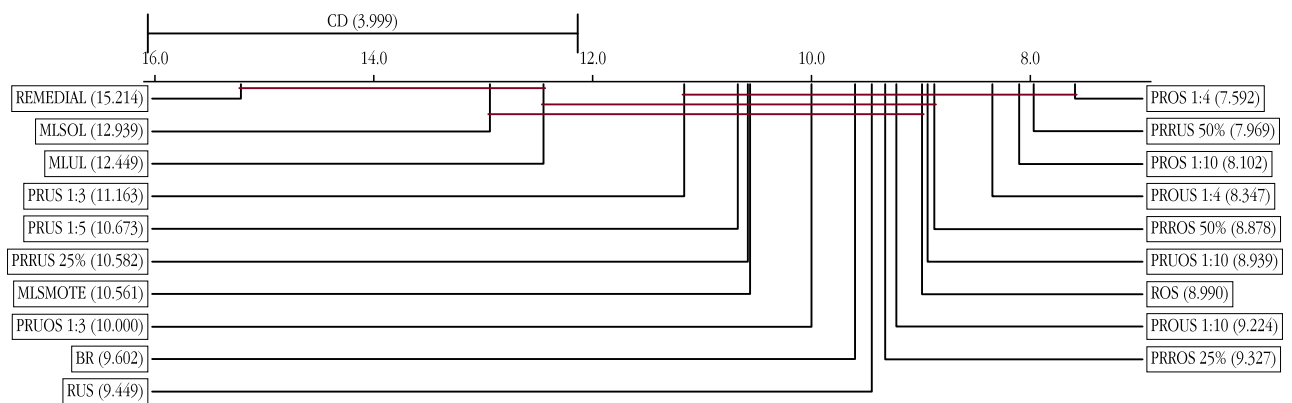 CD (3.999)
16.0
14.0
12.0
10.0
8.0
REMEDIAL (15.214)
MLSOL (12.939)
MLUL (12.449)
PRUS 1:3 (11.163)
PRUS 1:5 (10.673)
PRRUS 25% (10.582)
MLSMOTE (10.561)
PRUOS 1:3 (10.000)
BR (9.602)
RUS (9.449)
PROS 1:4 (7.592)
PRRUS 50% (7.969)
PROS 1:10 (8.102)
PROUS 1:4 (8.347)
PRROS 50% (8.878)
PRUOS 1:10 (8.939)
ROS (8.990)
PROUS 1:10 (9.224)
PRROS 25% (9.327)